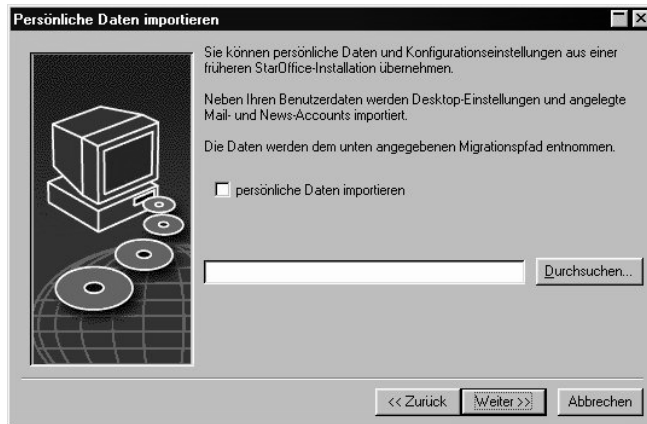 Persönliche Daten importieren
Sie können persönliche Daten und Konfigurationseinstellungen aus einer
früheren StarOffice-Installation übernehmen.
Neben Ihren Benutzerdaten werden Desktop-Einstellungen und angelegte
Mail- und News-Accounts importiert.
Die Daten werden dem unten angegebenen Migrationspfad entnommen.
persönliche Daten importieren
Durchsuchen...
<< Zurück Weiter >> Abbrechen